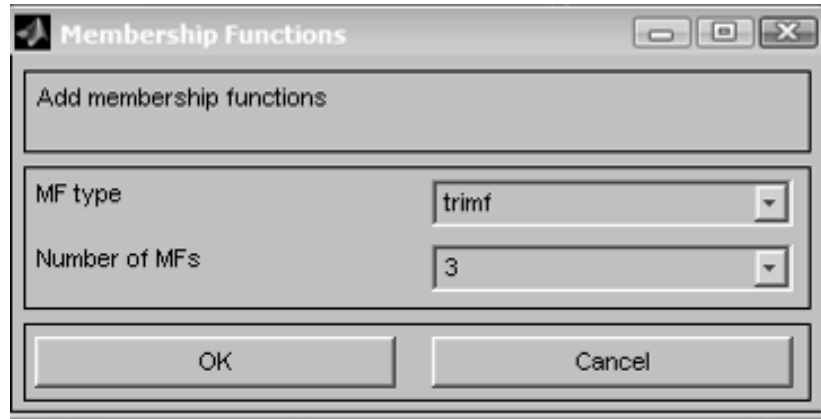 Membership Functions
Add membership functions
MF type
trimf
Number of MFs
3
OK
Cancel